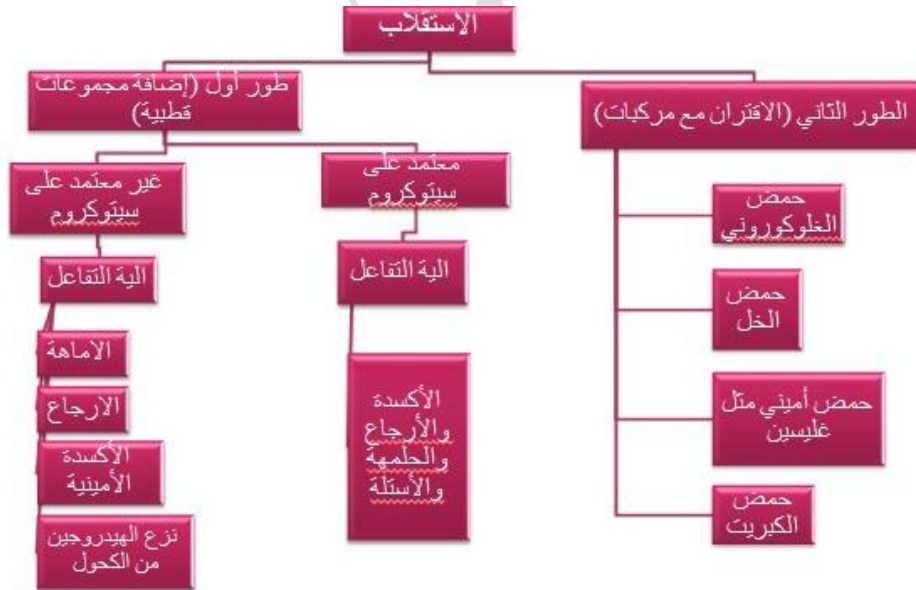 الاستقلاب
طور أول (إضافة مجموعات
قطبية)
الطور الثاني (الاقتران مع مركبات)
غير معتمد على
سيتوكروم
معتمد على
سيتوكروم
الية التفاعل
الية التفاعل
الاماهة
الارجاع
الأكسدة
الأمينية
نزع الهيدروجين
من الكحول
الأكسدة
والأرجاع
والحلمهة
والأستلة
حمض
الغلوكوروني
حمض
الخل
حمض أميني مثل
غليسين
حمض
الكبريت